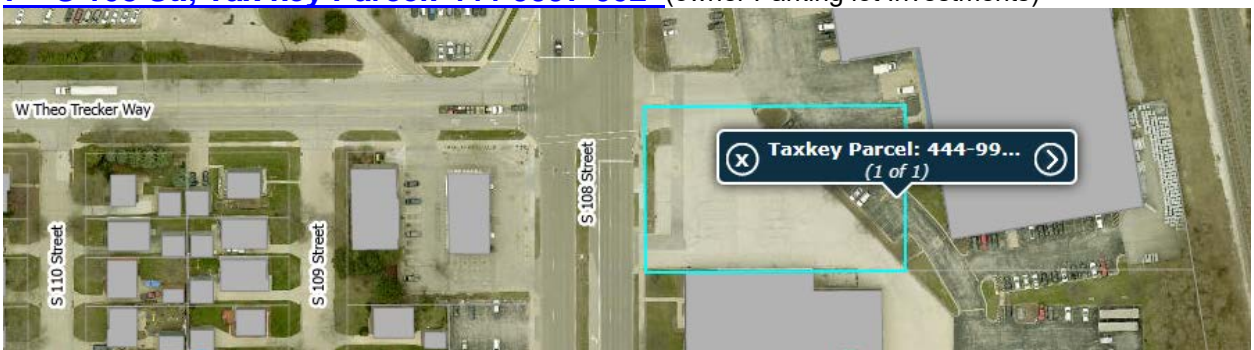 (owner Parking lot Investments)
W Theo Trecker Way
Taxkey Parcel: 444-99...
(1 of 1)
S 108 Street
S 110 Street
S 109 Street